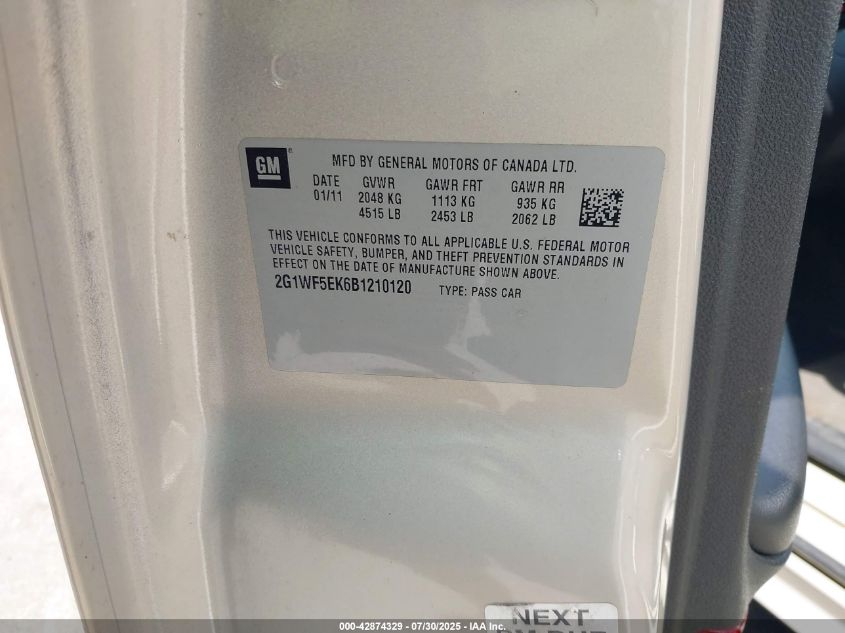 GM
MFD BY GENERAL MOTORS OF CANADA LTD.
DATE GVWR GAWR FRT GAWR RR
01/11 2048 KG 1113 KG 935 KG
4515 LB 2453 LB 2062 LB
THIS VEHICLE CONFORMS TO ALL APPLICABLE U.S. FEDERAL MOTOR
VEHICLE SAFETY, BUMPER, AND THEFT PREVENTION STANDARDS IN
EFFECT ON THE DATE OF MANUFACTURE SHOWN ABOVE.
2G1WF5EK6B1210120 TYPE: PASS CAR
NEXT
000-42874329 | 07/30/2025 | IAA, Inc.